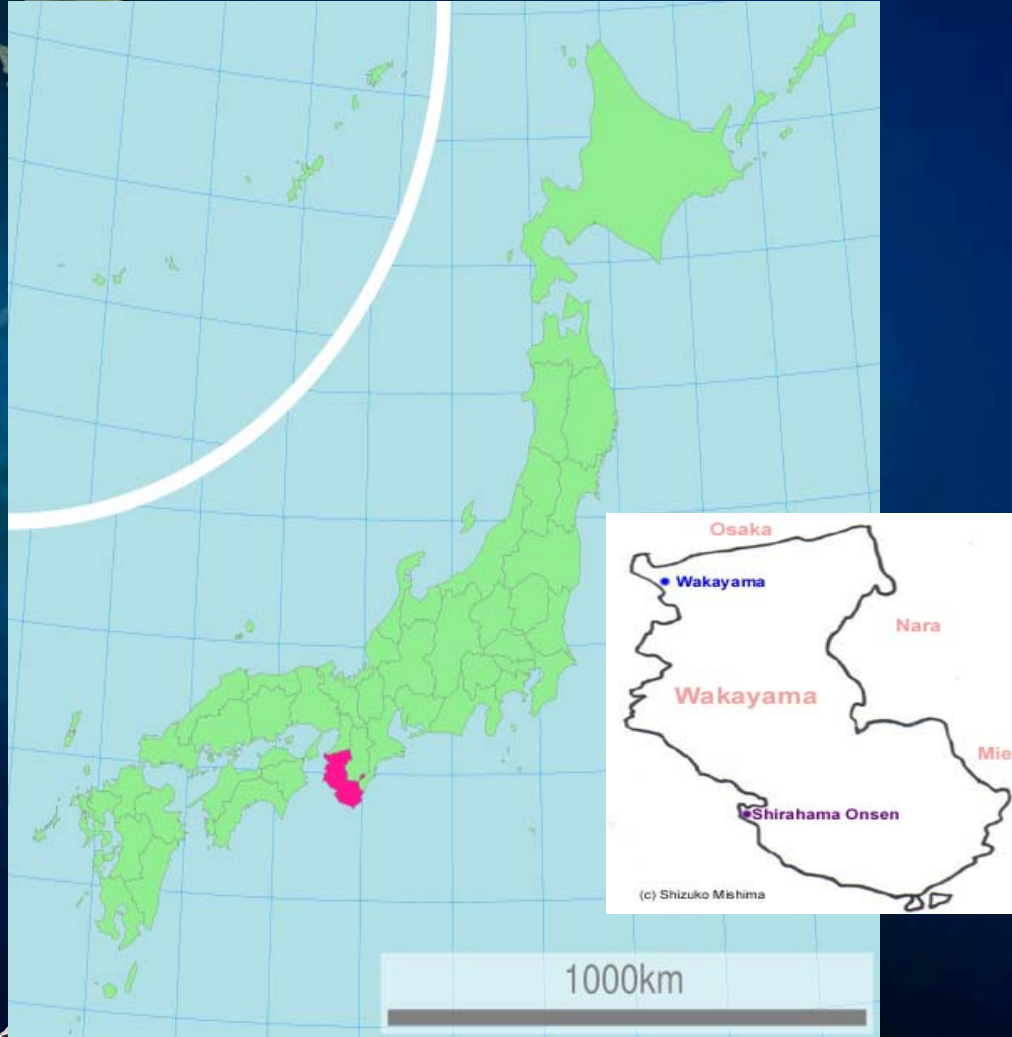 Osaka
Wakayama
Nara
Wakayama
Mie
Shirahama Onsen
(c) Shizuko Mishima
1000km